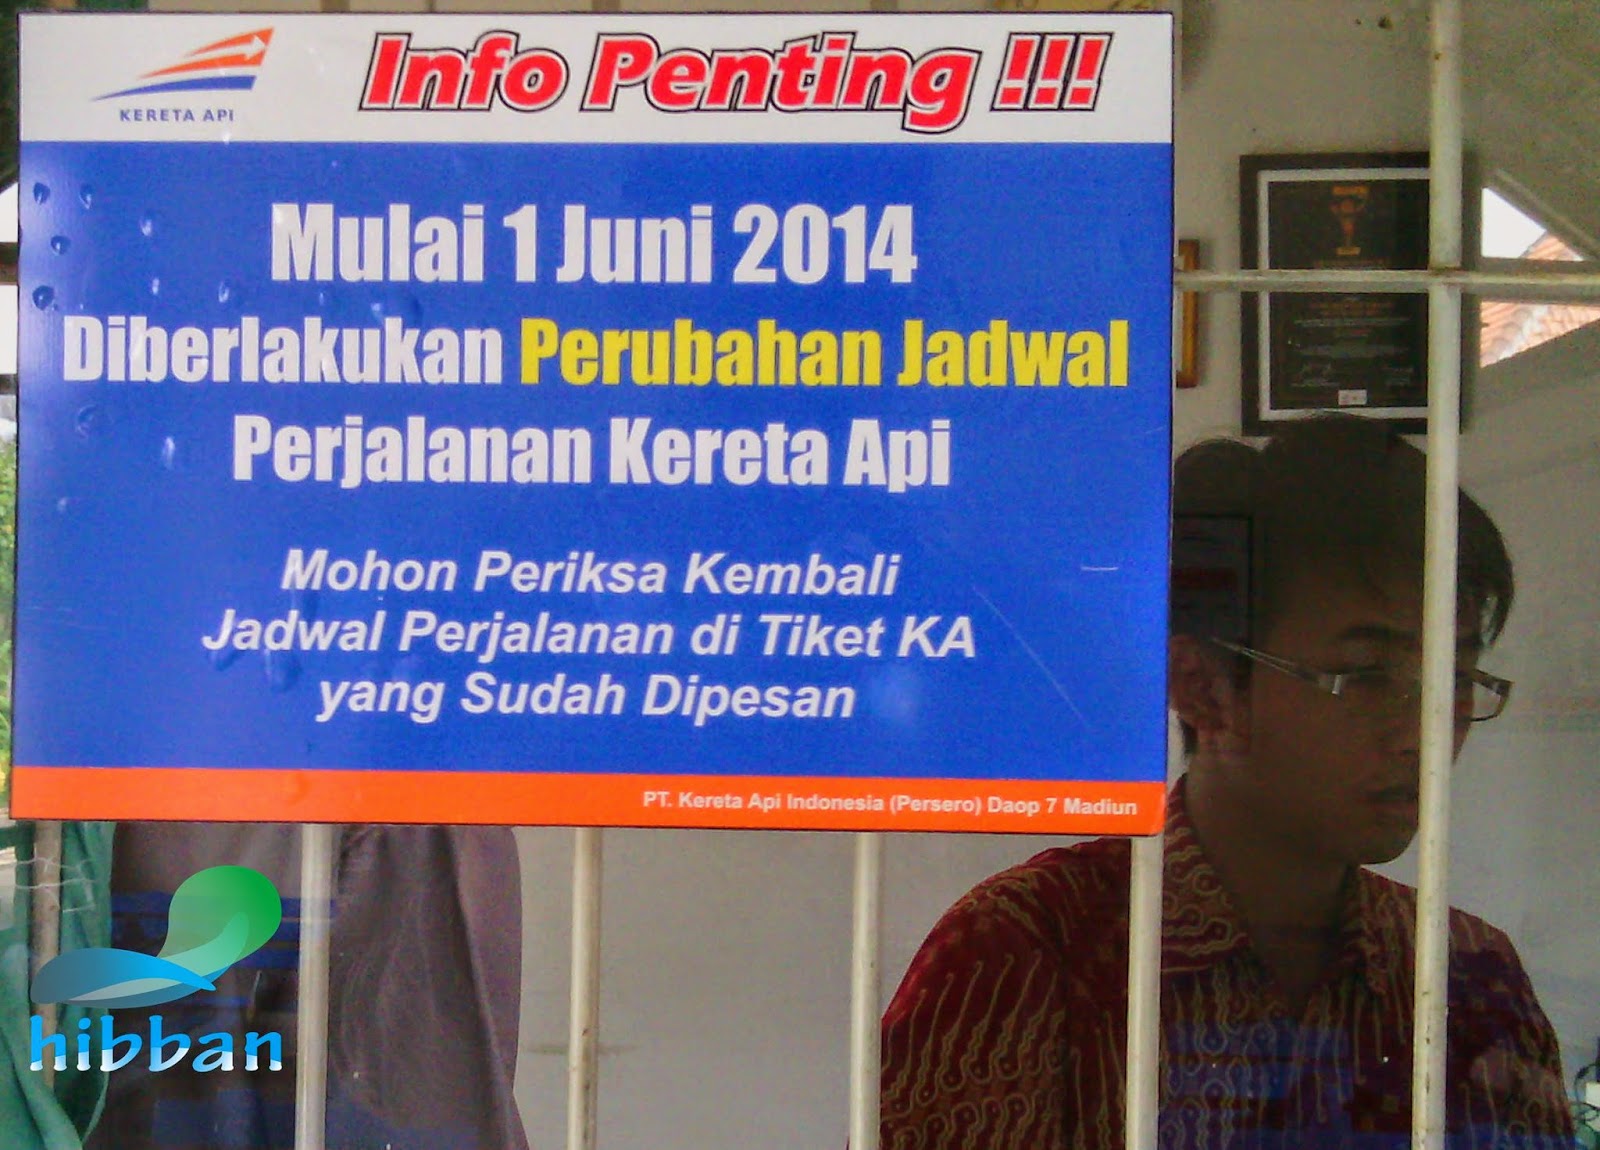 KERETA API
Info Penting !!!
Mulai 1 Juni 2014
Diberlakukan Perubahan Jadwal
Perjalanan Kereta Api
Mohon Periksa Kembali
Jadwal Perjalanan di Tiket KA
yang Sudah Dipesan
PT. Kereta Api Indonesia (Persero) Daop 7 Madiun
hibban